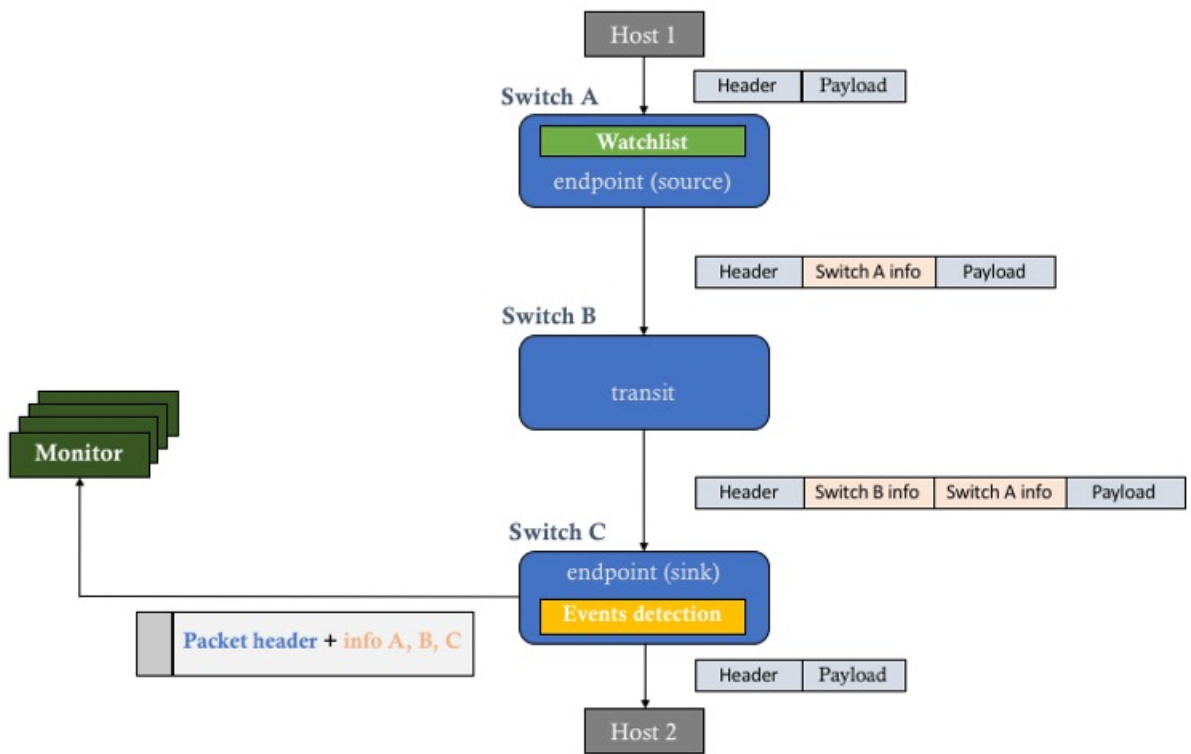 Host 1
Header Payload
Switch A
Watchlist
endpoint (source)
Header Switch A info Payload
Switch B
transit
Monitor
Header Switch B info Switch A info Payload
Switch C
endpoint (sink)
Events detection
Packet header + info A, B, C
Header Payload
Host 2